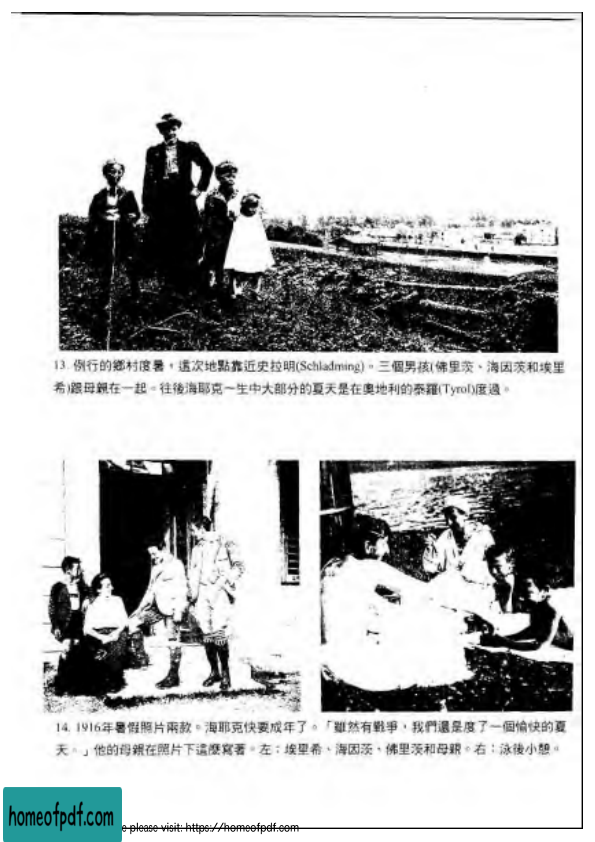 13. 例行的鄉村度暑，這次地點靠近史拉明(Schladming)。三個男孩(佛里茨、海因茨和埃里
希)跟母親在一起。往後海耶克一生中大部分的夏天是在奧地利的泰羅(Tyrol)度過。
14. 1916年暑假照片兩款。海耶克快要成年了。「雖然有戰爭，我們還是度了一個愉快的夏
天。」他的母親在照片下這麼寫著。左：埃里希、海因茨、佛里茨和母親。右：泳後小憩。
homeofpdf.com
e please visit: https://homeofpdf.com